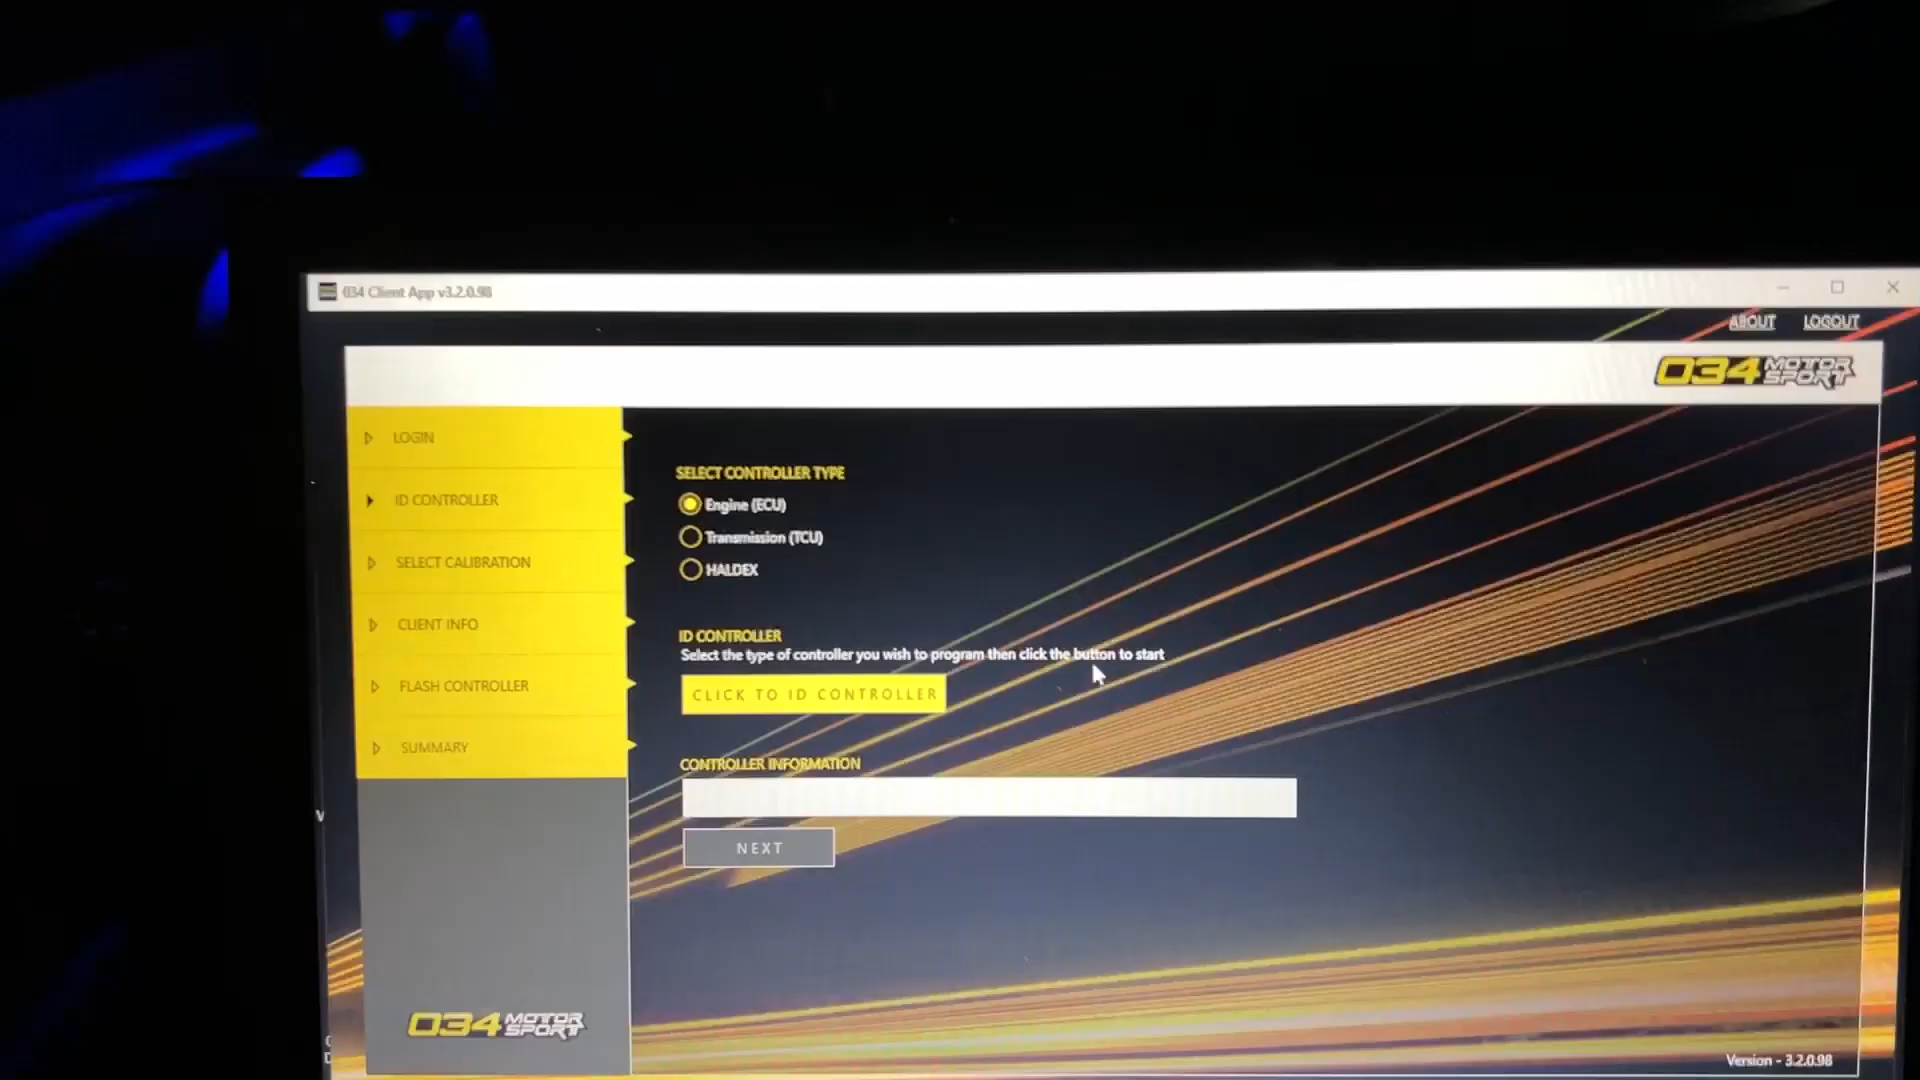 034 Client App v3.2.0.98
ABOUT LOGOUT
034 MOTOR SPORT
LOGIN
ID CONTROLLER
SELECT CALIBRATION
CLIENT INFO
FLASH CONTROLLER
SUMMARY
SELECT CONTROLLER TYPE
Engine (ECU)
Transmission (TCU)
HALDEX
ID CONTROLLER
Select the type of controller you wish to program then click the button to start
CLICK TO ID CONTROLLER
CONTROLLER INFORMATION
NEXT
034 MOTOR SPORT
Version - 3.2.0.98